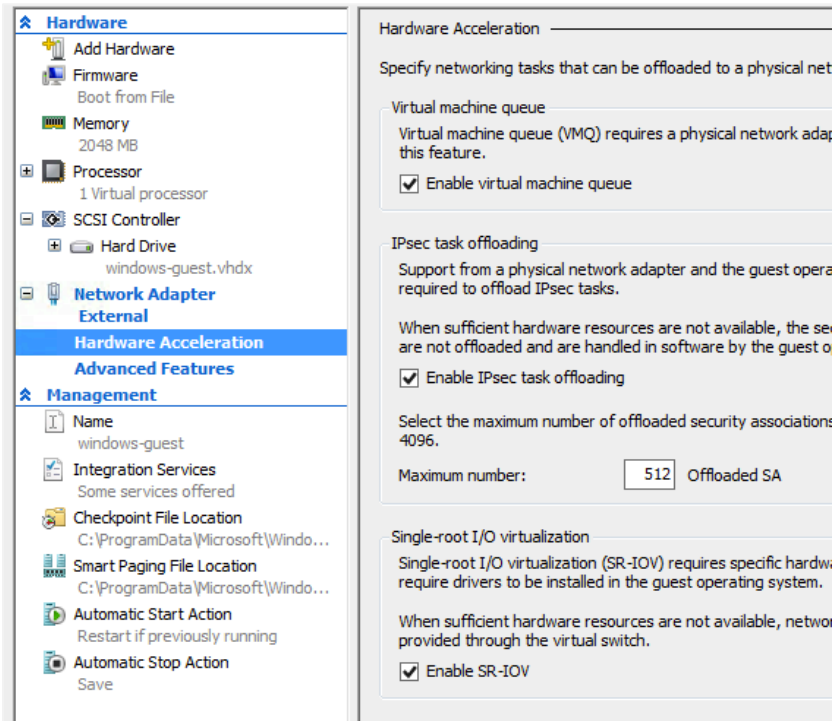 Hardware
Add Hardware
Firmware
Boot from File
Memory
2048 MB
Processor
1 Virtual processor
SCSI Controller
Hard Drive
windows-guest.vhdx
Network Adapter
External
Hardware Acceleration
Advanced Features
Management
Name
windows-guest
Integration Services
Some services offered
Checkpoint File Location
C:\ProgramData\Microsoft\Windo...
Smart Paging File Location
C:\ProgramData\Microsoft\Windo...
Automatic Start Action
Restart if previously running
Automatic Stop Action
Save
Hardware Acceleration
Specify networking tasks that can be offloaded to a physical net
Virtual machine queue
Virtual machine queue (VMQ) requires a physical network adap
this feature.
Enable virtual machine queue
IPsec task offloading
Support from a physical network adapter and the guest opera
required to offload IPsec tasks.
When sufficient hardware resources are not available, the sec
are not offloaded and are handled in software by the guest op
Enable IPsec task offloading
Select the maximum number of offloaded security associations
4096.
Maximum number: 512 Offloaded SA
Single-root I/O virtualization
Single-root I/O virtualization (SR-IOV) requires specific hardwa
require drivers to be installed in the guest operating system.
When sufficient hardware resources are not available, networ
provided through the virtual switch.
Enable SR-IOV